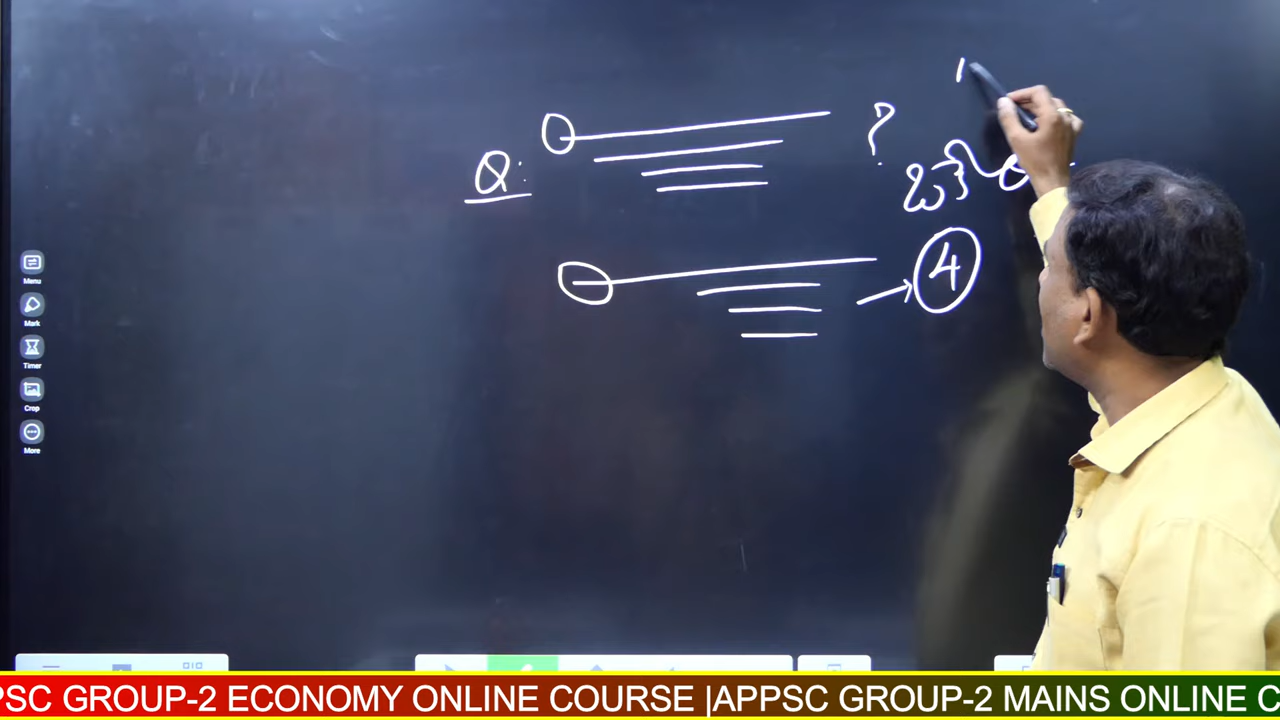 Q: ?
4
Menu
Mark
Timer
Crop
More
PSC GROUP-2 ECONOMY ONLINE COURSE |APPSC GROUP-2 MAINS ONLINE C